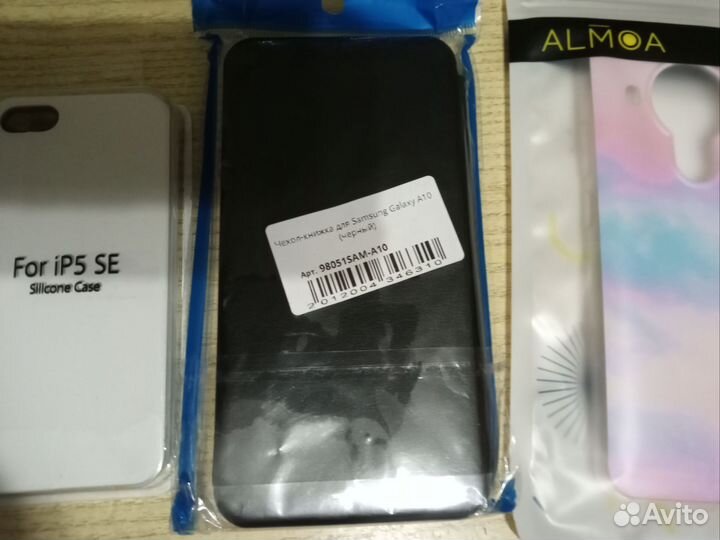 For iP5 SE
Silicone Case
Чехол-книжка для Samsung Galaxy A10
(черный)
Арт. 98051SAM-A10
2012004346310
ALMOA
Avito